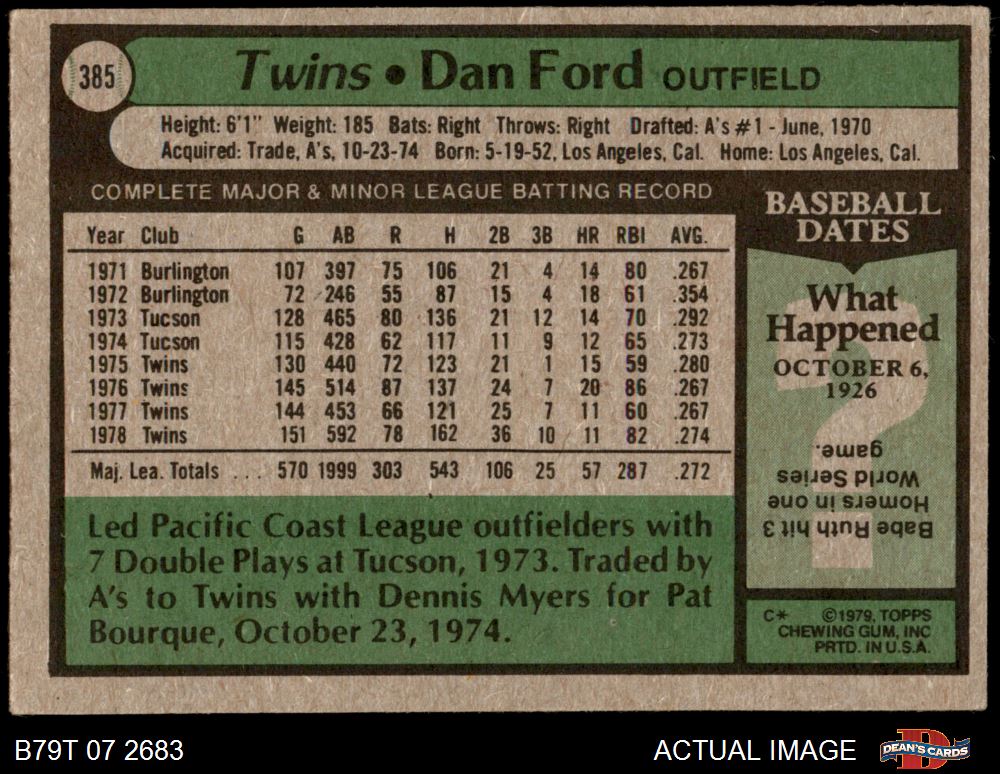 385
Twins • Dan Ford OUTFIELD
Height: 6'1" Weight: 185 Bats: Right Throws: Right Drafted: A's #1 - June, 1970
Acquired: Trade, A's, 10-23-74 Born: 5-19-52, Los Angeles, Cal. Home: Los Angeles, Cal.
COMPLETE MAJOR & MINOR LEAGUE BATTING RECORD
Year Club G AB R H 2B 3B HR RBI AVG.
1971 Burlington 107 397 75 106 21 4 14 80 .267
1972 Burlington 72 246 55 87 15 4 18 61 .354
1973 Tucson 128 465 80 136 21 12 14 70 .292
1974 Tucson 115 428 62 117 11 9 12 65 .273
1975 Twins 130 440 72 123 21 1 15 59 .280
1976 Twins 145 514 87 137 24 7 20 86 .267
1977 Twins 144 453 66 121 25 7 11 60 .267
1978 Twins 151 592 78 162 36 10 11 82 .274
Maj. Lea. Totals . . . 570 1999 303 543 106 25 57 287 .272
Led Pacific Coast League outfielders with
7 Double Plays at Tucson, 1973. Traded by
A's to Twins with Dennis Myers for Pat
Bourque, October 23, 1974.
BASEBALL
DATES
What
Happened
OCTOBER 6,
1926
?
Babe Ruth hit 3
Homers in one
World Series
game.
C* ©1979, TOPPS
CHEWING GUM, INC
PRTD. IN U.S.A.
B79T 07 2683
ACTUAL IMAGE
DEAN'S CARDS